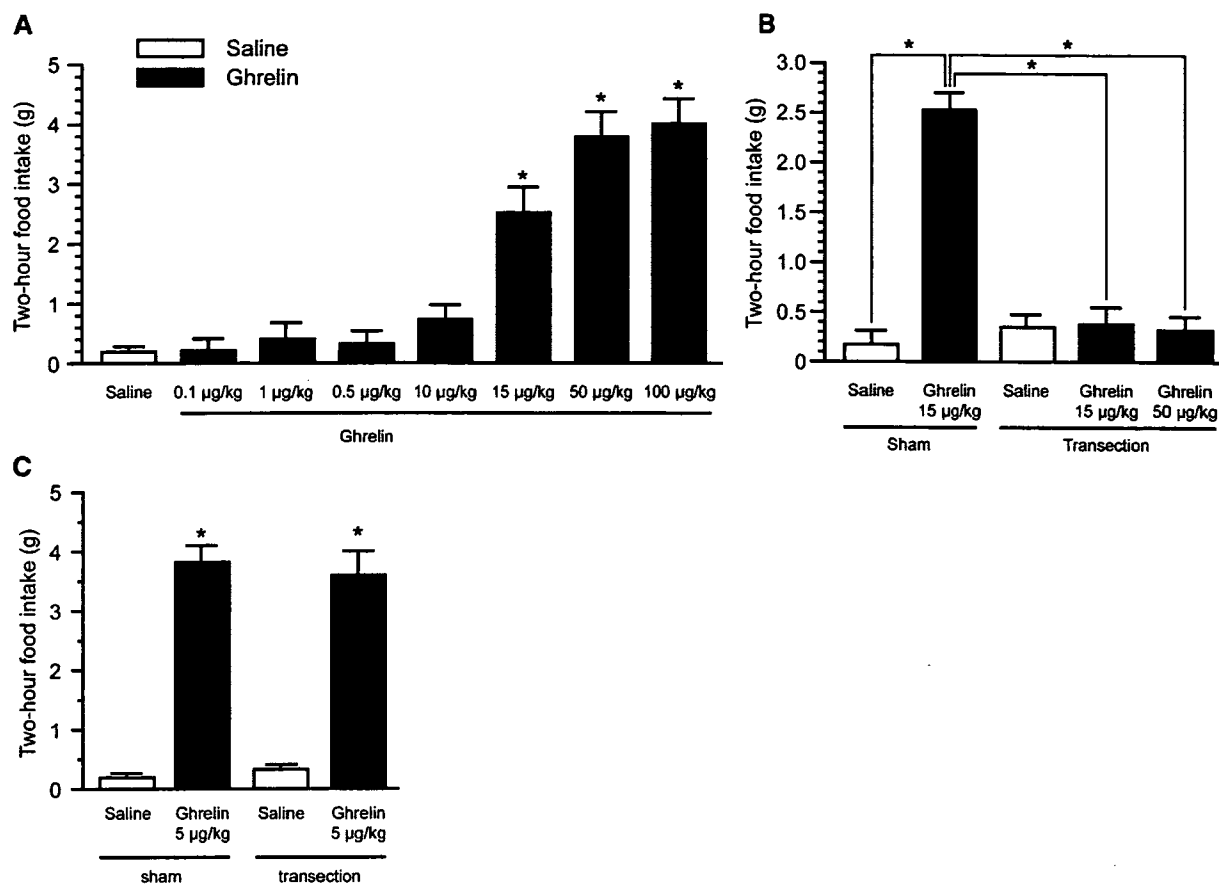 A
Saline
Ghrelin
Two-hour food intake (g)
5
4
3
2
1
0
*
*
*
Saline
0.1 µg/kg
1 µg/kg
0.5 µg/kg
10 µg/kg
15 µg/kg
50 µg/kg
100 µg/kg
Ghrelin
B
Two-hour food intake (g)
3.0
2.5
2.0
1.5
1.0
0.5
0
*
*
*
Saline
Ghrelin
15 µg/kg
Saline
Ghrelin
15 µg/kg
Ghrelin
50 µg/kg
Sham
Transection
C
Two-hour food intake (g)
5
4
3
2
1
0
*
*
Saline
Ghrelin
5 µg/kg
Saline
Ghrelin
5 µg/kg
sham
transection